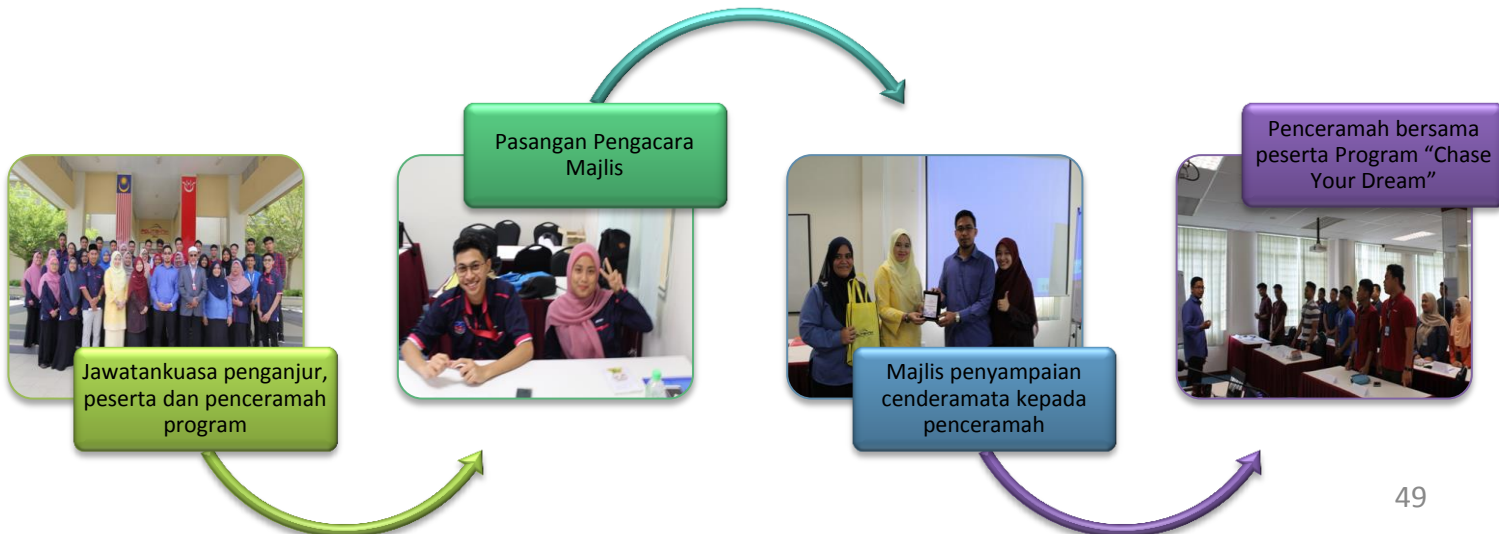 Jawatankuasa penganjur,
peserta dan penceramah
program
Pasangan Pengacara
Majlis
Majlis penyampaian
cenderamata kepada
penceramah
Penceramah bersama
peserta Program “Chase
Your Dream”
49